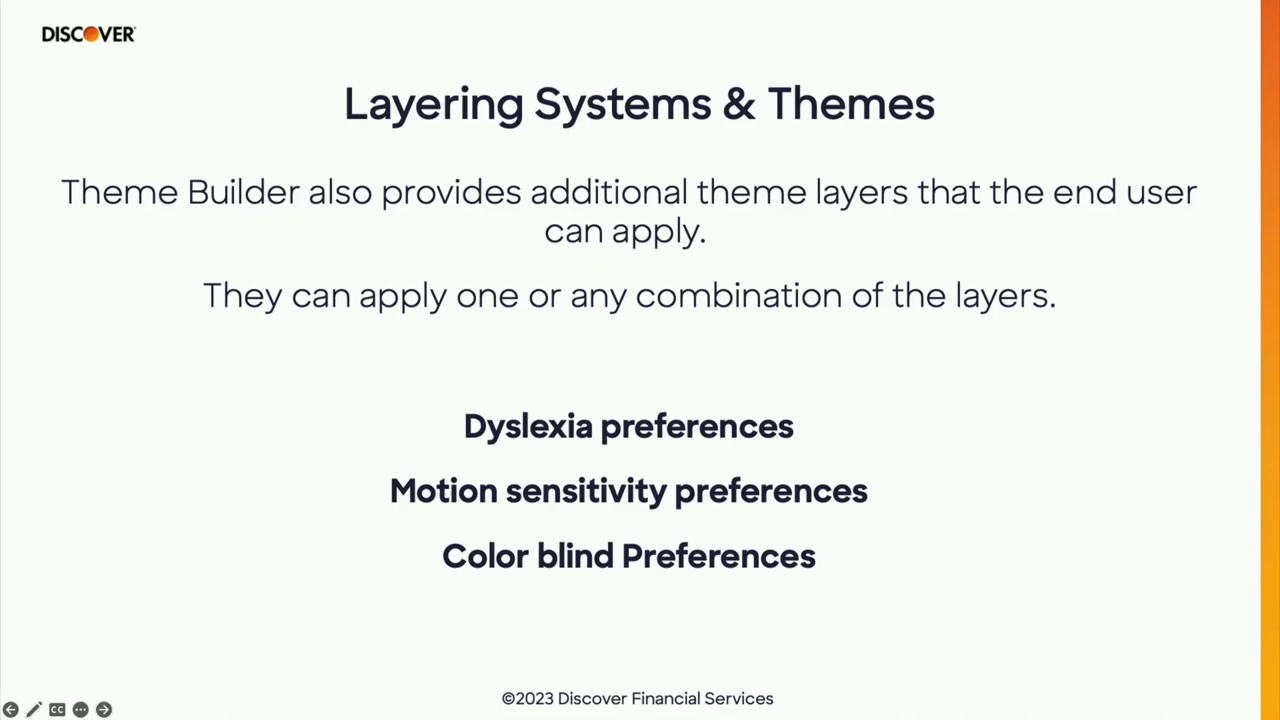 DISCOVER
Layering Systems & Themes
Theme Builder also provides additional theme layers that the end user
can apply.
They can apply one or any combination of the layers.
Dyslexia preferences
Motion sensitivity preferences
Color blind Preferences
©2023 Discover Financial Services
CC